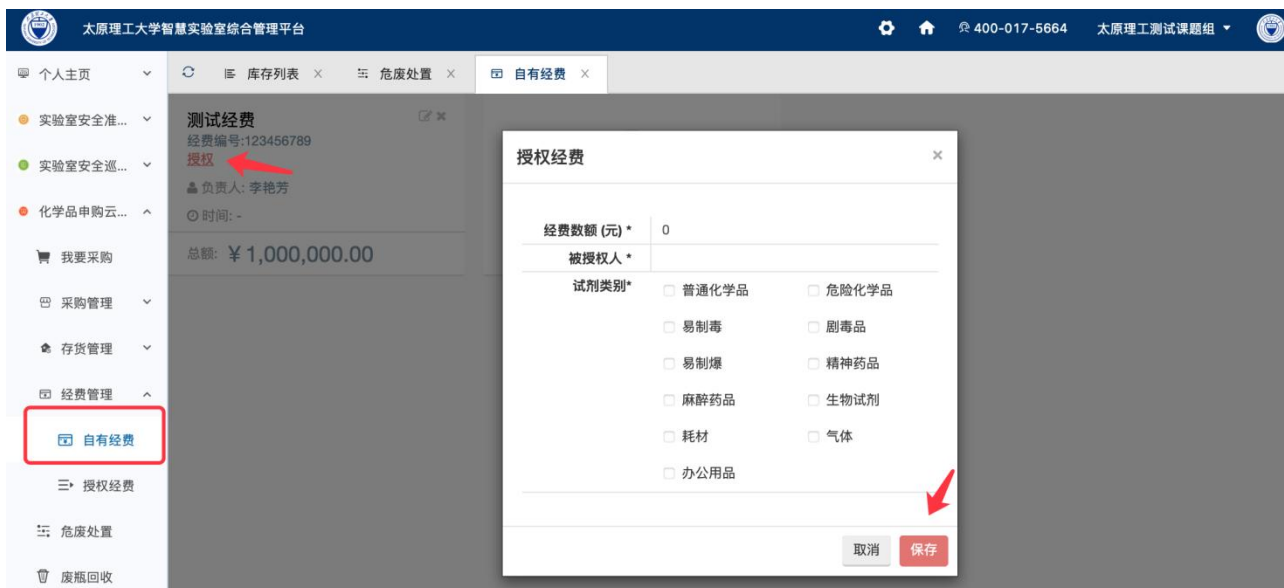 太原理工大学智慧实验室综合管理平台
400-017-5664
太原理工测试课题组
个人主页
库存列表
危废处置
自有经费
实验室安全准...
实验室安全巡...
化学品申购云...
我要采购
采购管理
存货管理
经费管理
自有经费
授权经费
危废处置
废瓶回收
测试经费
经费编号:123456789
授权
负责人: 李艳芳
时间: -
总额: ¥ 1,000,000.00
授权经费
经费数额 (元) * 0
被授权人 *
试剂类别*
普通化学品 危险化学品
易制毒 剧毒品
易制爆 精神药品
麻醉药品 生物试剂
耗材 气体
办公用品
取消 保存